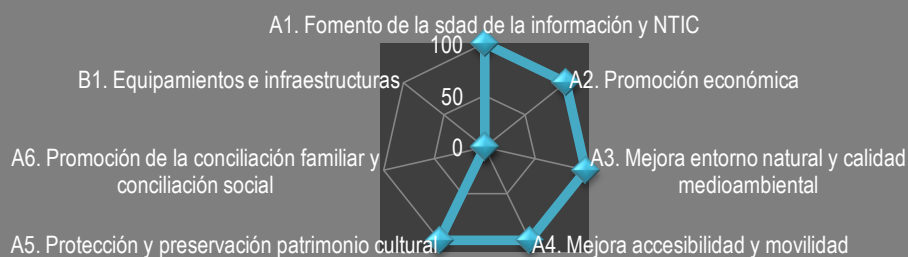 A1. Fomento de la sdad de la información y NTIC
100
B1. Equipamientos e infraestructuras
A2. Promoción económica
50
0
A6. Promoción de la conciliación familiar y
conciliación social
A3. Mejora entorno natural y calidad
medioambiental
A5. Protección y preservación patrimonio cultural
A4. Mejora accesibilidad y movilidad